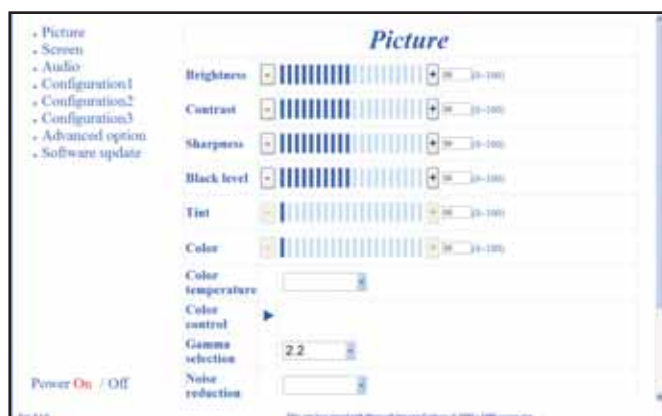 Picture
Screen
Audio
Configuration1
Configuration2
Configuration3
Advanced option
Software update
Power On / Off
Picture
Brightness - + (0~100)
Contrast - + (0~100)
Sharpness - + (0~100)
Black level - + (0~100)
Tint - + (0~100)
Color - + (0~100)
Color
temperature
Color
control
Gamma
selection 2.2
Noise
reduction